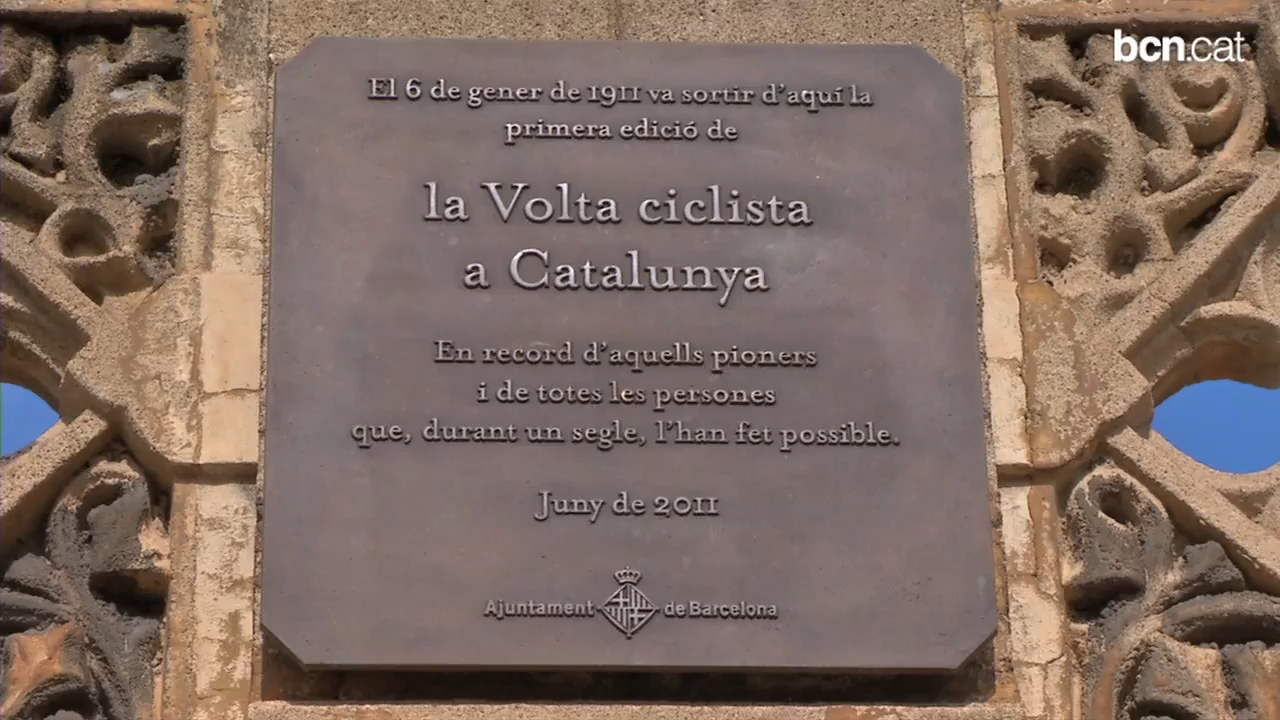 bcn.cat
El 6 de gener de 1911 va sortir d'aquí la
primera edició de
la Volta ciclista
a Catalunya
En record d'aquells pioners
i de totes les persones
que, durant un segle, l'han fet possible.
Juny de 2011
Ajuntament de Barcelona